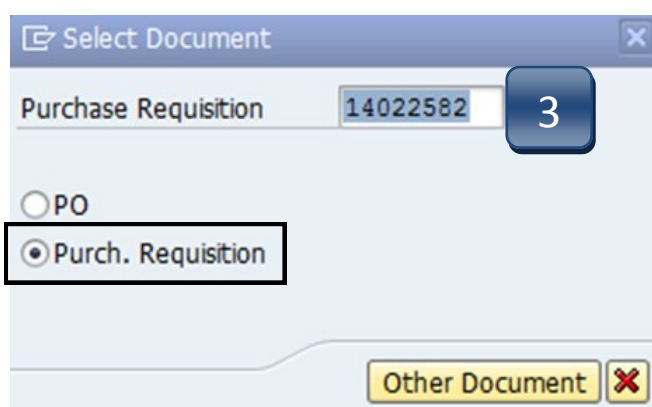 Select Document
Purchase Requisition 14022582 3
PO
Purch. Requisition
Other Document